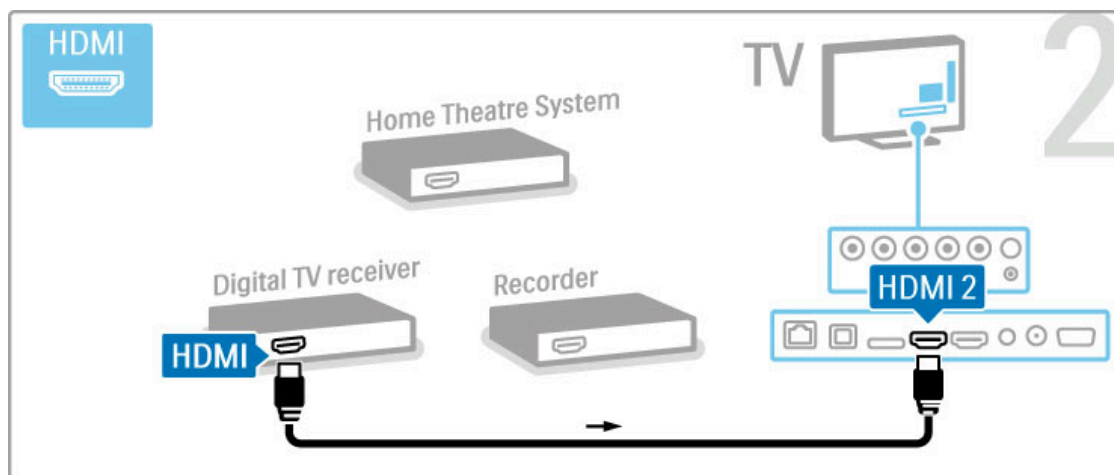 HDMI
TV
2
Home Theatre System
Digital TV receiver
Recorder
HDMI 2
HDMI